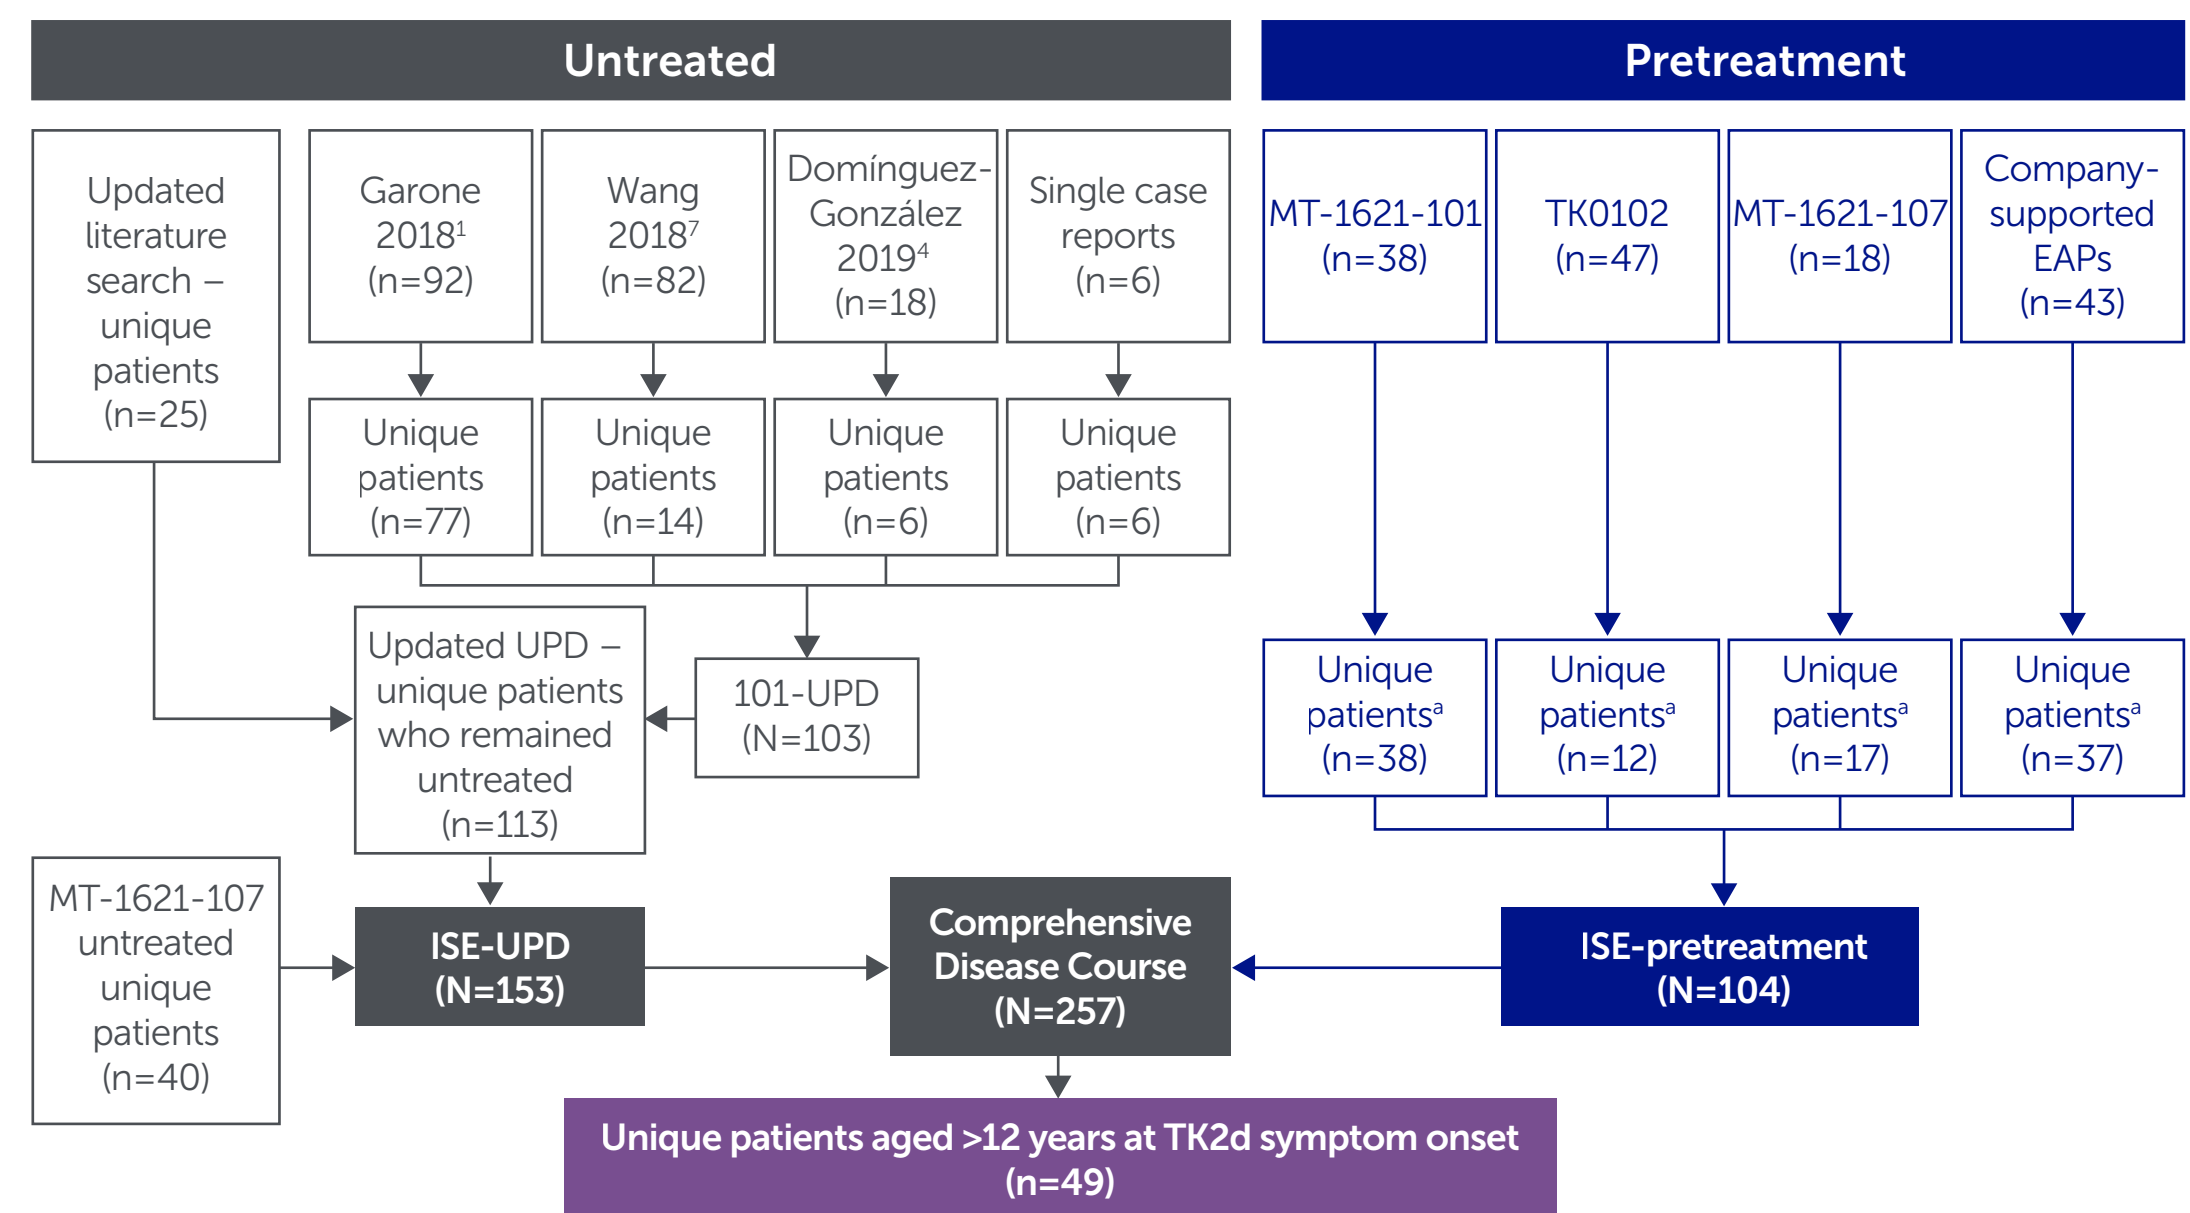 Untreated
Pretreatment
Updated
literature
search –
unique
patients
(n=25)
Garone
2018¹
(n=92)
Wang
2018⁷
(n=82)
Domínguez-
González
2019⁴
(n=18)
Single case
reports
(n=6)
MT-1621-101
(n=38)
TK0102
(n=47)
MT-1621-107
(n=18)
Company-
supported
EAPs
(n=43)
Unique
patients
(n=77)
Unique
patients
(n=14)
Unique
patients
(n=6)
Unique
patients
(n=6)
Updated UPD –
unique patients
who remained
untreated
(n=113)
101-UPD
(N=103)
Unique
patientsᵃ
(n=38)
Unique
patientsᵃ
(n=12)
Unique
patientsᵃ
(n=17)
Unique
patientsᵃ
(n=37)
MT-1621-107
untreated
unique
patients
(n=40)
ISE-UPD
(N=153)
Comprehensive
Disease Course
(N=257)
ISE-pretreatment
(N=104)
Unique patients aged >12 years at TK2d symptom onset
(n=49)